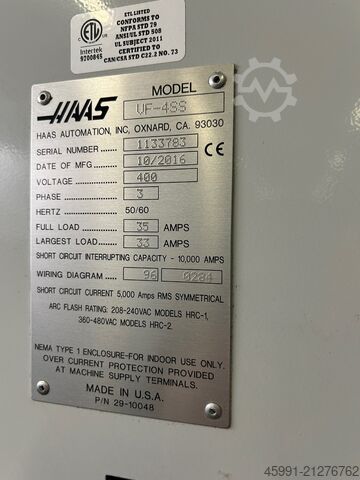 ETL LISTED
CONFORMS TO
NFPA STD 79
ANSI/UL STD 508
UL SUBJECT 2011
CERTIFIED TO
CAN/CSA STD C22.2 NO. 73
ETL
Intertek
9700845
HAAS
MODEL
VF-4SS
HAAS AUTOMATION, INC, OXNARD, CA. 93030
SERIAL NUMBER 1133783 CE
DATE OF MFG 10/2016
VOLTAGE 400
PHASE 3
HERTZ 50/60
FULL LOAD 35 AMPS
LARGEST LOAD 33 AMPS
SHORT CIRCUIT INTERRUPTING CAPACITY - 10,000 AMPS
WIRING DIAGRAM 96 0284
SHORT CIRCUIT CURRENT 5,000 Amps RMS SYMMETRICAL
ARC FLASH RATING: 208-240VAC MODELS HRC-1,
360-480VAC MODELS HRC-2
NEMA TYPE 1 ENCLOSURE-FOR INDOOR USE ONLY.
OVER CURRENT PROTECTION PROVIDED
AT MACHINE SUPPLY TERMINALS.
MADE IN U.S.A.
P/N 29-10048
45991-21276762